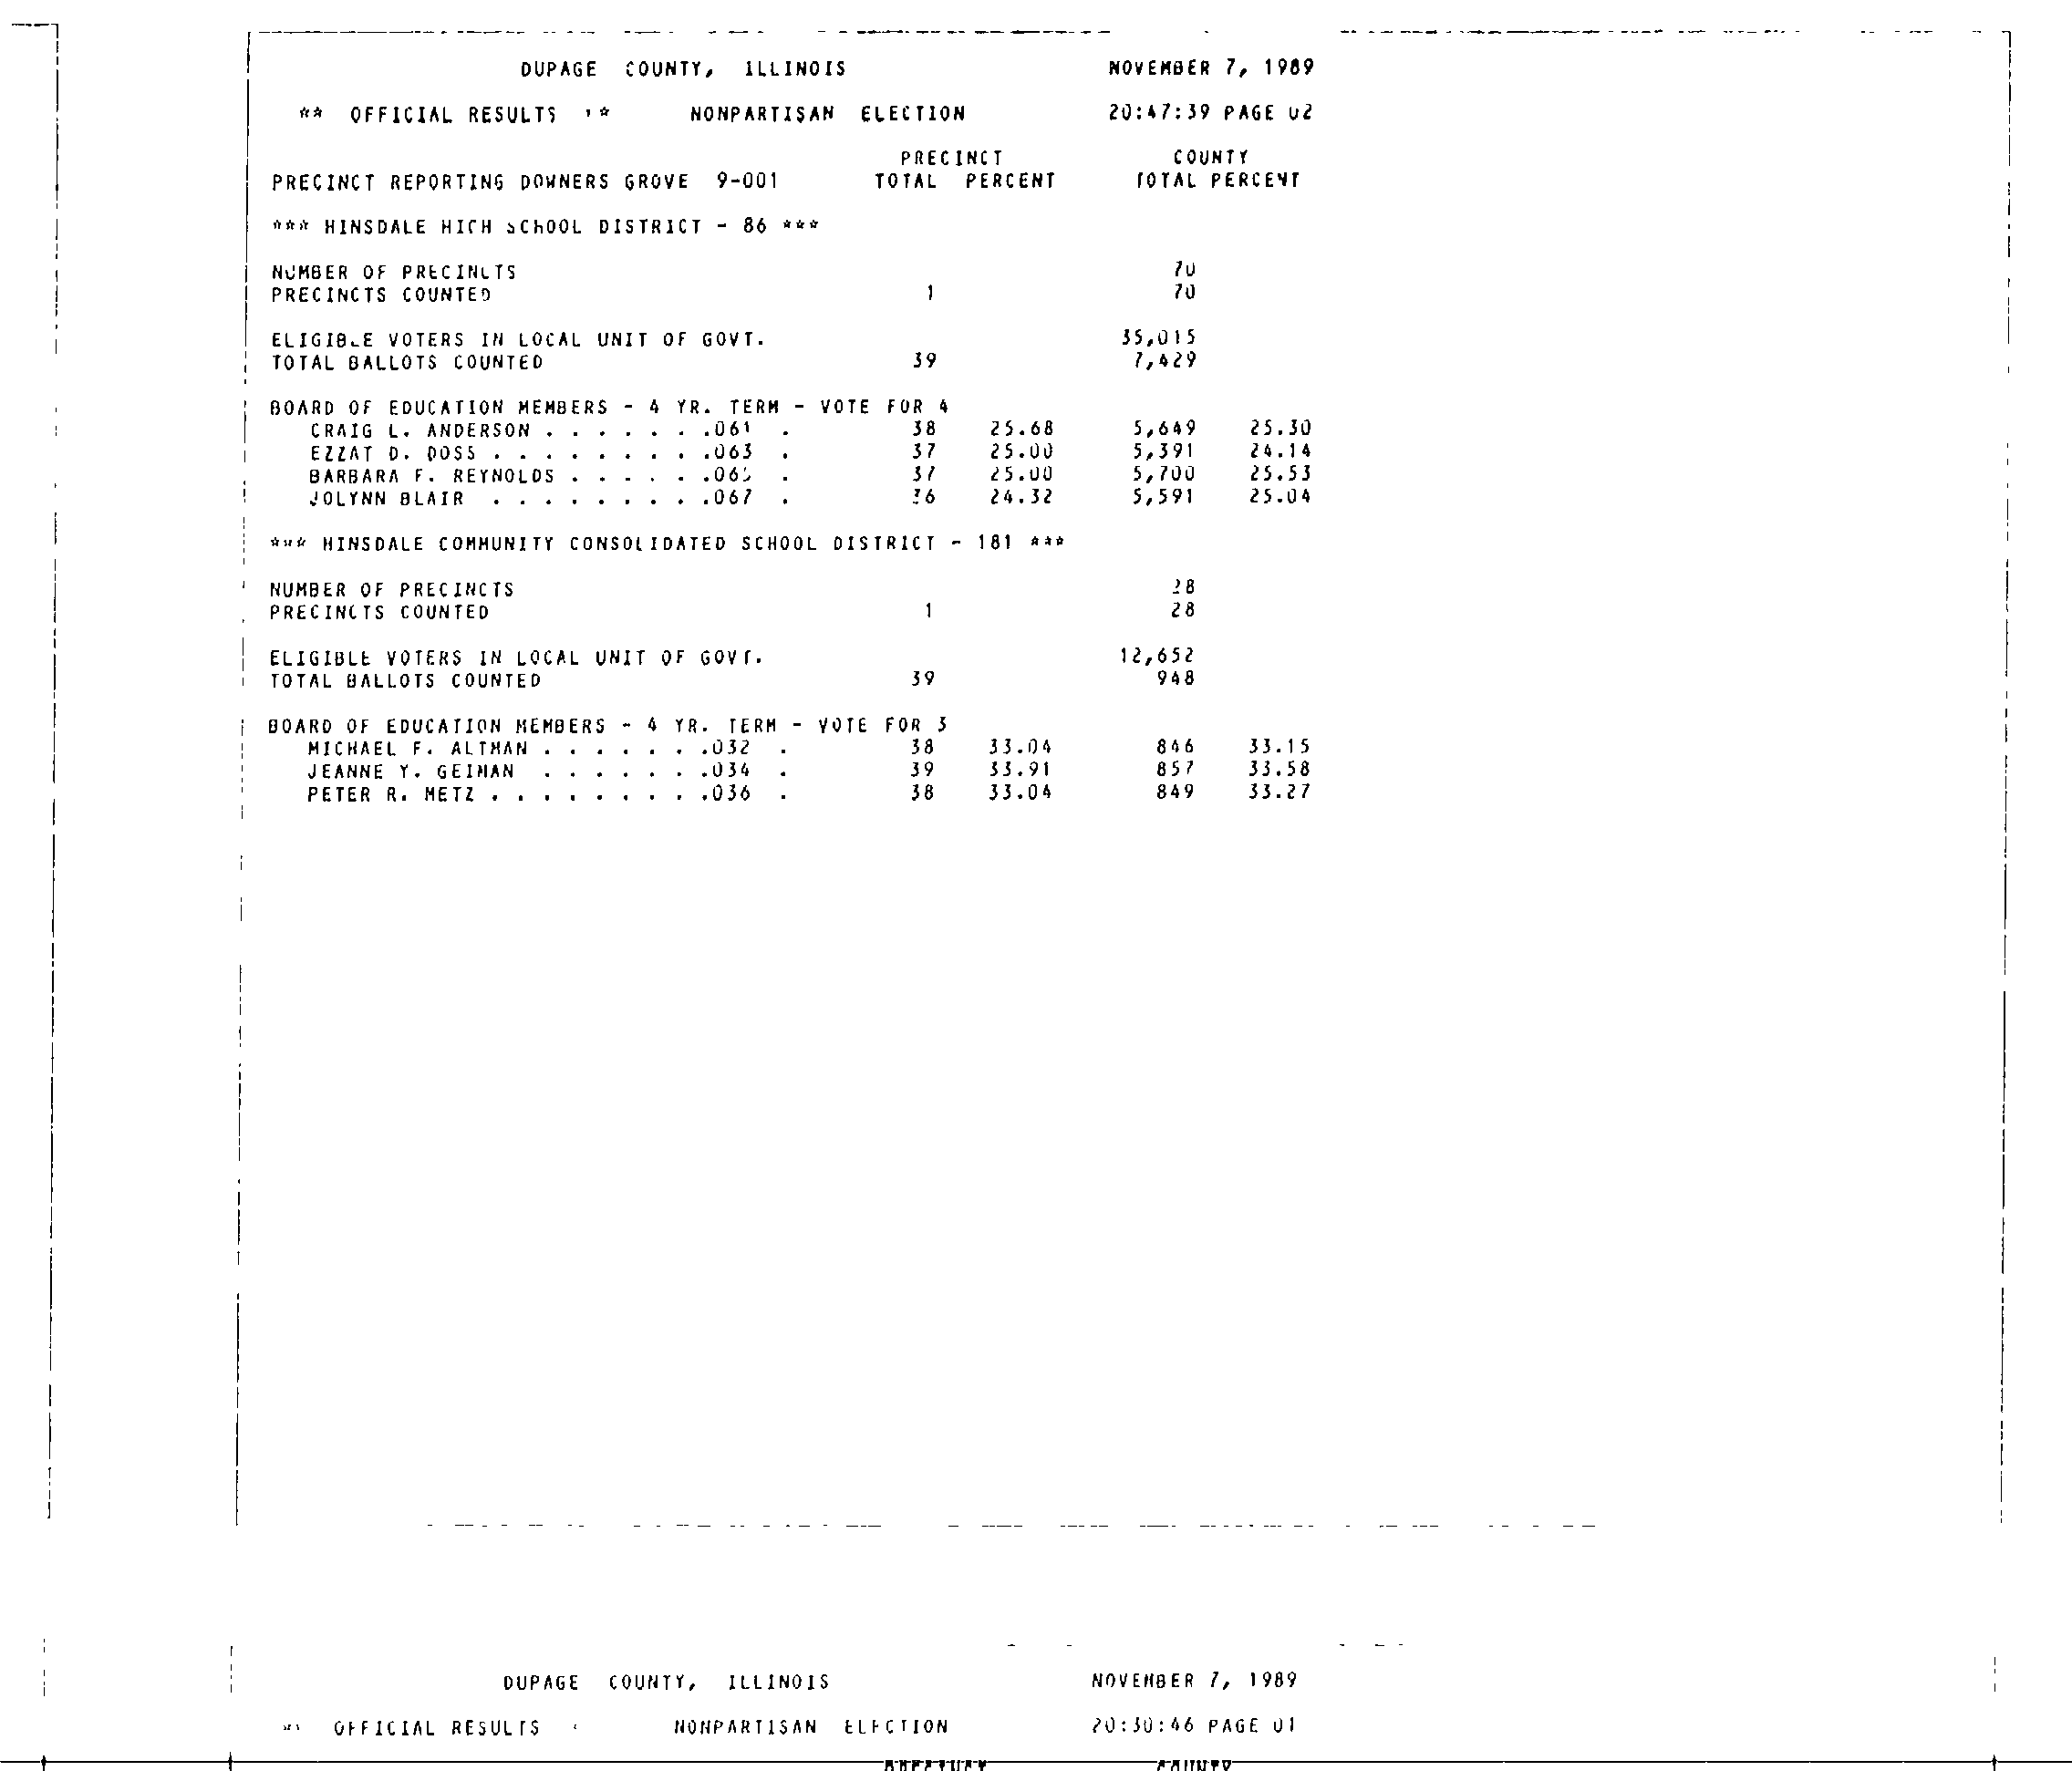 DUPAGE COUNTY, ILLINOIS NOVEMBER 7, 1989
** OFFICIAL RESULTS ** NONPARTISAN ELECTION 20:47:39 PAGE 02
PRECINCT COUNTY
PRECINCT REPORTING DOWNERS GROVE 9-001 TOTAL PERCENT TOTAL PERCENT
*** HINSDALE HIGH SCHOOL DISTRICT - 86 ***
NUMBER OF PRECINCTS 70
PRECINCTS COUNTED 1 70
ELIGIBLE VOTERS IN LOCAL UNIT OF GOVT. 35,015
TOTAL BALLOTS COUNTED 39 7,429
BOARD OF EDUCATION MEMBERS - 4 YR. TERM - VOTE FOR 4
CRAIG L. ANDERSON . . . . . . .061 . 38 25.68 5,649 25.30
EZZAT D. DOSS . . . . . . . . .063 . 37 25.00 5,391 24.14
BARBARA F. REYNOLDS . . . . . .065 . 37 25.00 5,700 25.53
JOLYNN BLAIR . . . . . . . . .067 . 36 24.32 5,591 25.04
*** HINSDALE COMMUNITY CONSOLIDATED SCHOOL DISTRICT - 181 ***
NUMBER OF PRECINCTS 28
PRECINCTS COUNTED 1 28
ELIGIBLE VOTERS IN LOCAL UNIT OF GOVT. 12,652
TOTAL BALLOTS COUNTED 39 948
BOARD OF EDUCATION MEMBERS - 4 YR. TERM - VOTE FOR 3
MICHAEL F. ALTMAN . . . . . . .032 . 38 33.04 846 33.15
JEANNE Y. GEIMAN . . . . . . .034 . 39 33.91 857 33.58
PETER R. METZ . . . . . . . . .036 . 38 33.04 849 33.27
DUPAGE COUNTY, ILLINOIS NOVEMBER 7, 1989
OFFICIAL RESULTS NONPARTISAN ELECTION 20:30:46 PAGE 01
PRECINCT COUNTY